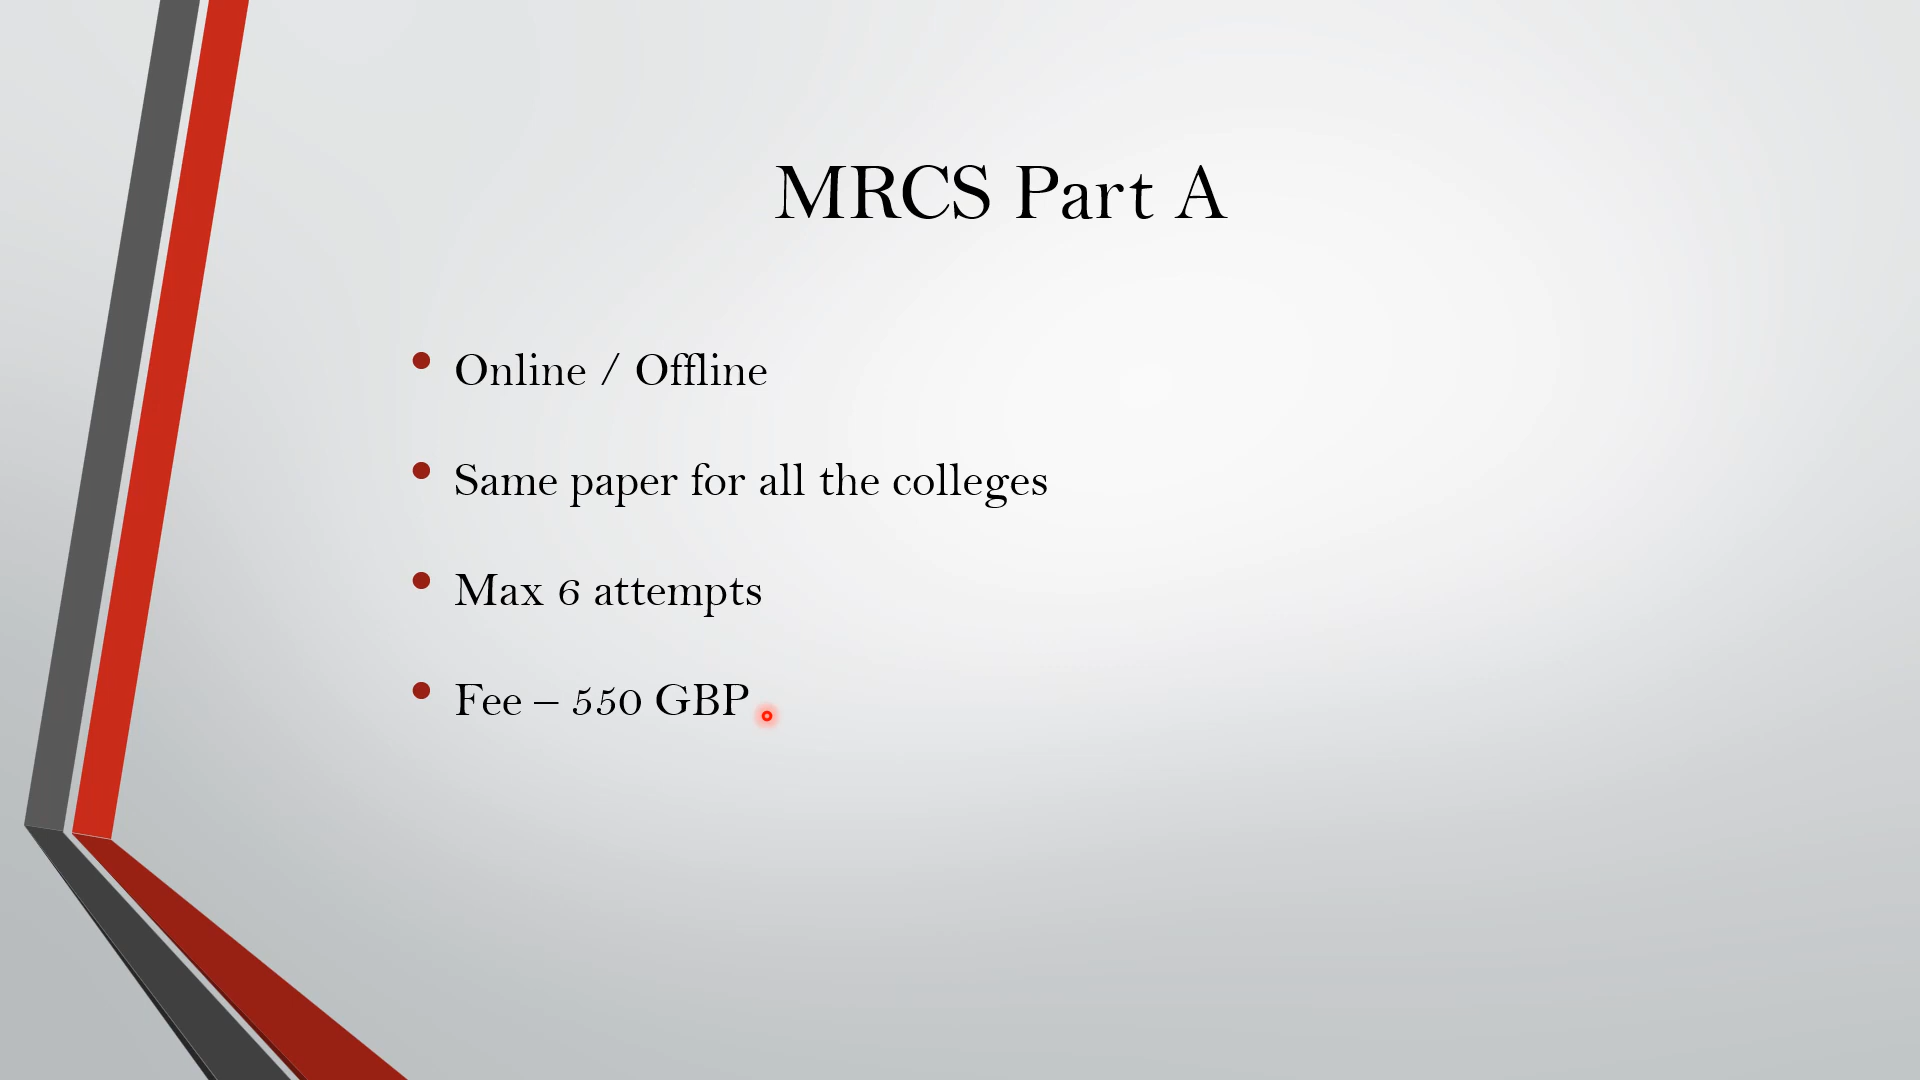 MRCS Part A
• Online / Offline
• Same paper for all the colleges
• Max 6 attempts
• Fee – 550 GBP